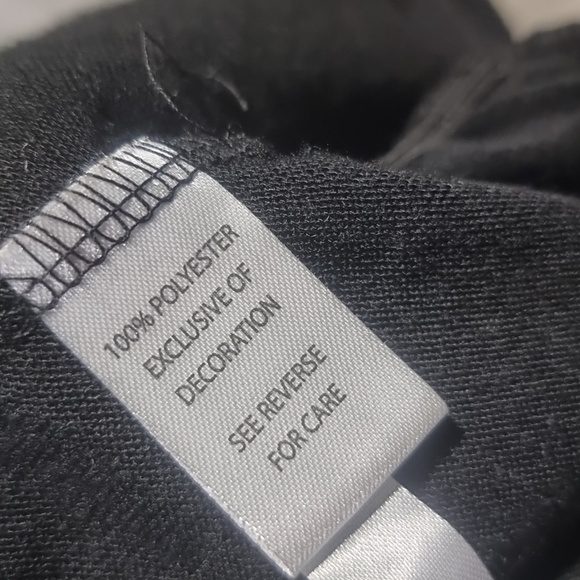 100% POLYESTER
EXCLUSIVE OF
DECORATION
SEE REVERSE
FOR CARE